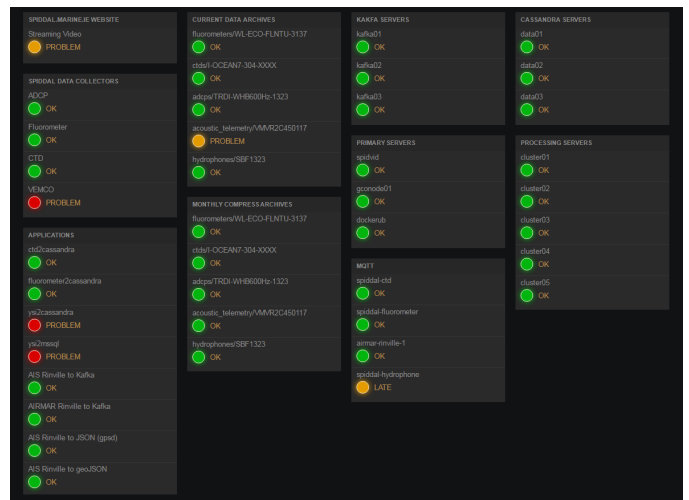 SPIDDAL.MARINE.IE WEBSITE
Streaming Video
PROBLEM
SPIDDAL DATA COLLECTORS
ADCP
OK
Fluorometer
OK
CTD
OK
VEMCO
PROBLEM
APPLICATIONS
ctd2cassandra
OK
fluorometer2cassandra
OK
ysi2cassandra
PROBLEM
ysi2mssql
PROBLEM
AIS Rinville to Kafka
OK
AIRMAR Rinville to Kafka
OK
AIS Rinville to JSON (gpsd)
OK
AIS Rinville to geoJSON
OK
CURRENT DATA ARCHIVES
fluorometers/WL-ECO-FLNTU-3137
OK
ctds/I-OCEAN7-304-XXXX
OK
adcps/TRDI-WHB600Hz-1323
OK
acoustic_telemetry/VMVR2C450117
PROBLEM
hydrophones/SBF1323
OK
MONTHLY COMPRESS ARCHIVES
fluorometers/WL-ECO-FLNTU-3137
OK
ctds/I-OCEAN7-304-XXXX
OK
adcps/TRDI-WHB600Hz-1323
OK
acoustic_telemetry/VMVR2C450117
OK
hydrophones/SBF1323
OK
KAKFA SERVERS
kafka01
OK
kafka02
OK
kafka03
OK
PRIMARY SERVERS
spidvid
OK
gconode01
OK
dockerub
OK
MQTT
spiddal-ctd
OK
spiddal-fluorometer
OK
airmar-rinville-1
OK
spiddal-hydrophone
LATE
CASSANDRA SERVERS
data01
OK
data02
OK
data03
OK
PROCESSING SERVERS
cluster01
OK
cluster02
OK
cluster03
OK
cluster04
OK
cluster05
OK